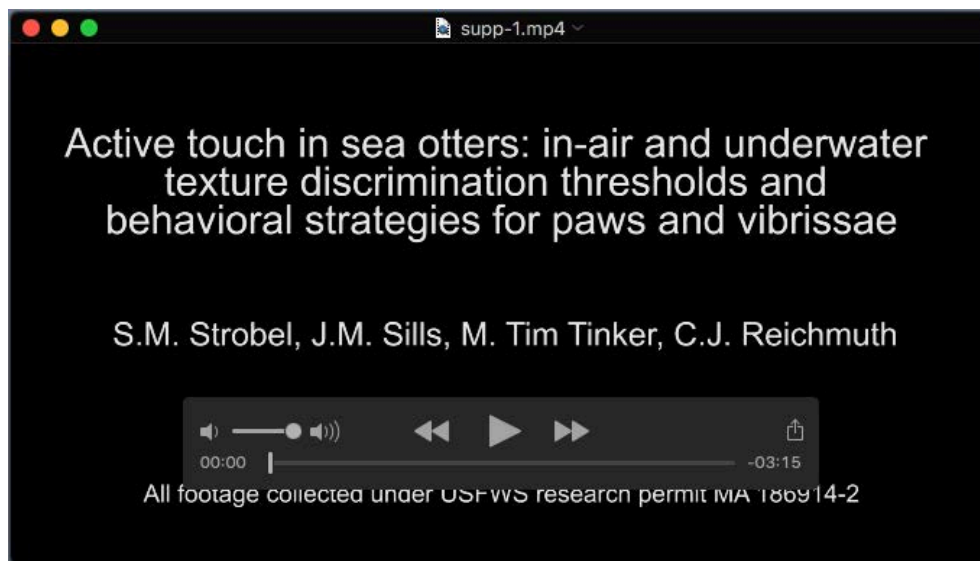 supp-1.mp4
Active touch in sea otters: in-air and underwater
texture discrimination thresholds and
behavioral strategies for paws and vibrissae
S.M. Strobel, J.M. Sills, M. Tim Tinker, C.J. Reichmuth
00:00
-03:15
All footage collected under USFWS research permit MA 186914-2